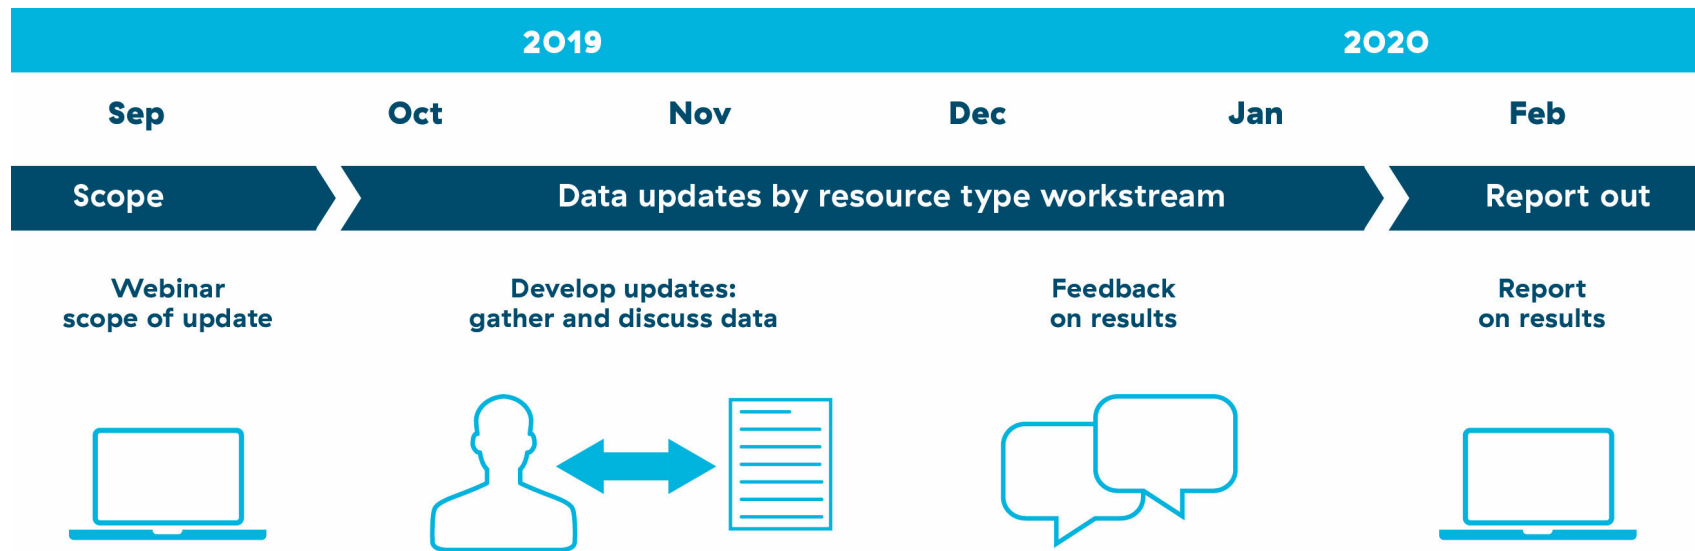 2019 2020
Sep Oct Nov Dec Jan Feb
Scope Data updates by resource type workstream Report out
Webinar
scope of update
Develop updates:
gather and discuss data
Feedback
on results
Report
on results